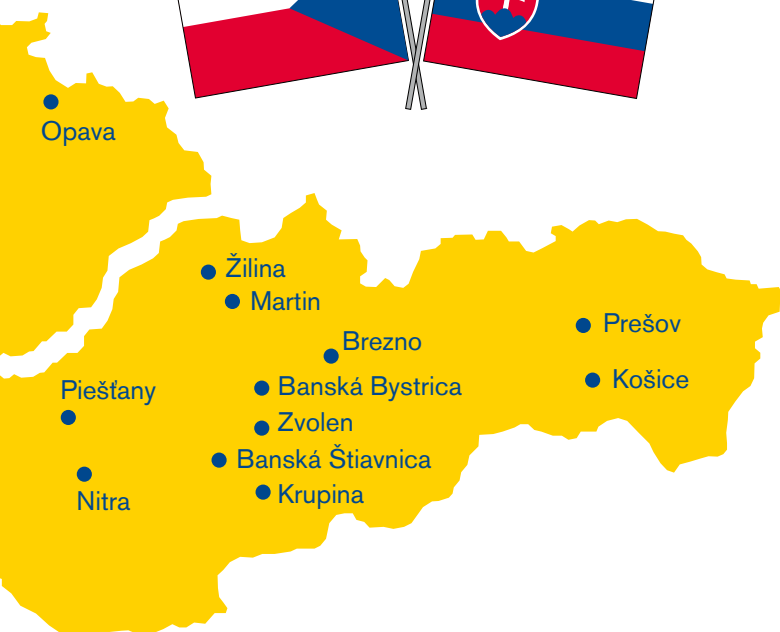 Opava
Žilina
Martin
Prešov
Brezno
Košice
Banská Bystrica
Piešťany
Zvolen
Banská Štiavnica
Krupina
Nitra